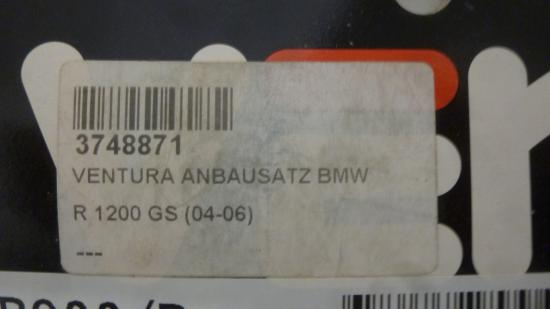 3748871
VENTURA ANBAUSATZ BMW
R 1200 GS (04-06)
---